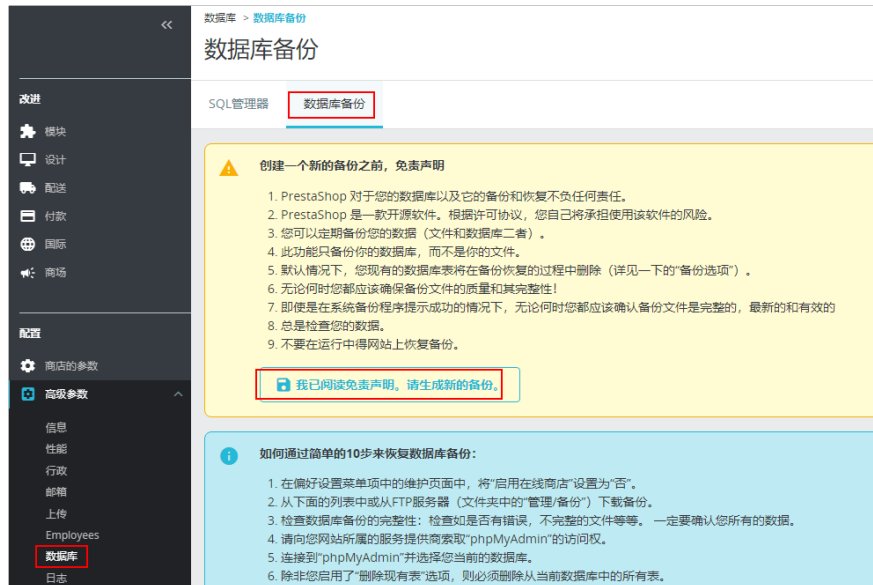 数据库 > 数据库备份
数据库备份
SQL管理器
数据库备份
改进
模块
设计
配送
付款
国际
商场
配置
商店的参数
高级参数
信息
性能
行政
邮箱
上传
Employees
数据库
日志
创建一个新的备份之前，免责声明
1. PrestaShop 对于您的数据库以及它的备份和恢复不负任何责任。
2. PrestaShop 是一款开源软件。根据许可协议，您自己将承担使用该软件的风险。
3. 您可以定期备份您的数据（文件和数据库二者）。
4. 此功能只备份你的数据库，而不是你的文件。
5. 默认情况下，您现有的数据库表将在备份恢复的过程中删除（详见一下的“备份选项”）。
6. 无论何时您都应该确保备份文件的质量和其完整性！
7. 即使是在系统备份程序提示成功的情况下，无论何时您都应该确认备份文件是完整的，最新的和有效的
8. 总是检查您的数据。
9. 不要在运行中得网站上恢复备份。
我已阅读免责声明。请生成新的备份。
如何通过简单的10步来恢复数据库备份：
1. 在偏好设置菜单项中的维护页面中，将“启用在线商店”设置为“否”。
2. 从下面的列表中或从FTP服务器（文件夹中的“管理/备份”）下载备份。
3. 检查数据库备份的完整性：检查如是否有错误，不完整的文件等等。 一定要确认您所有的数据。
4. 请向您网站所属的服务提供商索取“phpMyAdmin”的访问权。
5. 连接到“phpMyAdmin”并选择您当前的数据库。
6. 除非您启用了“删除现有表”选项，则必须删除从当前数据库中的所有表。